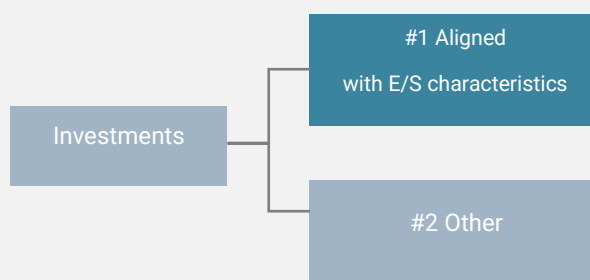 #1 Aligned
with E/S characteristics
Investments
#2 Other